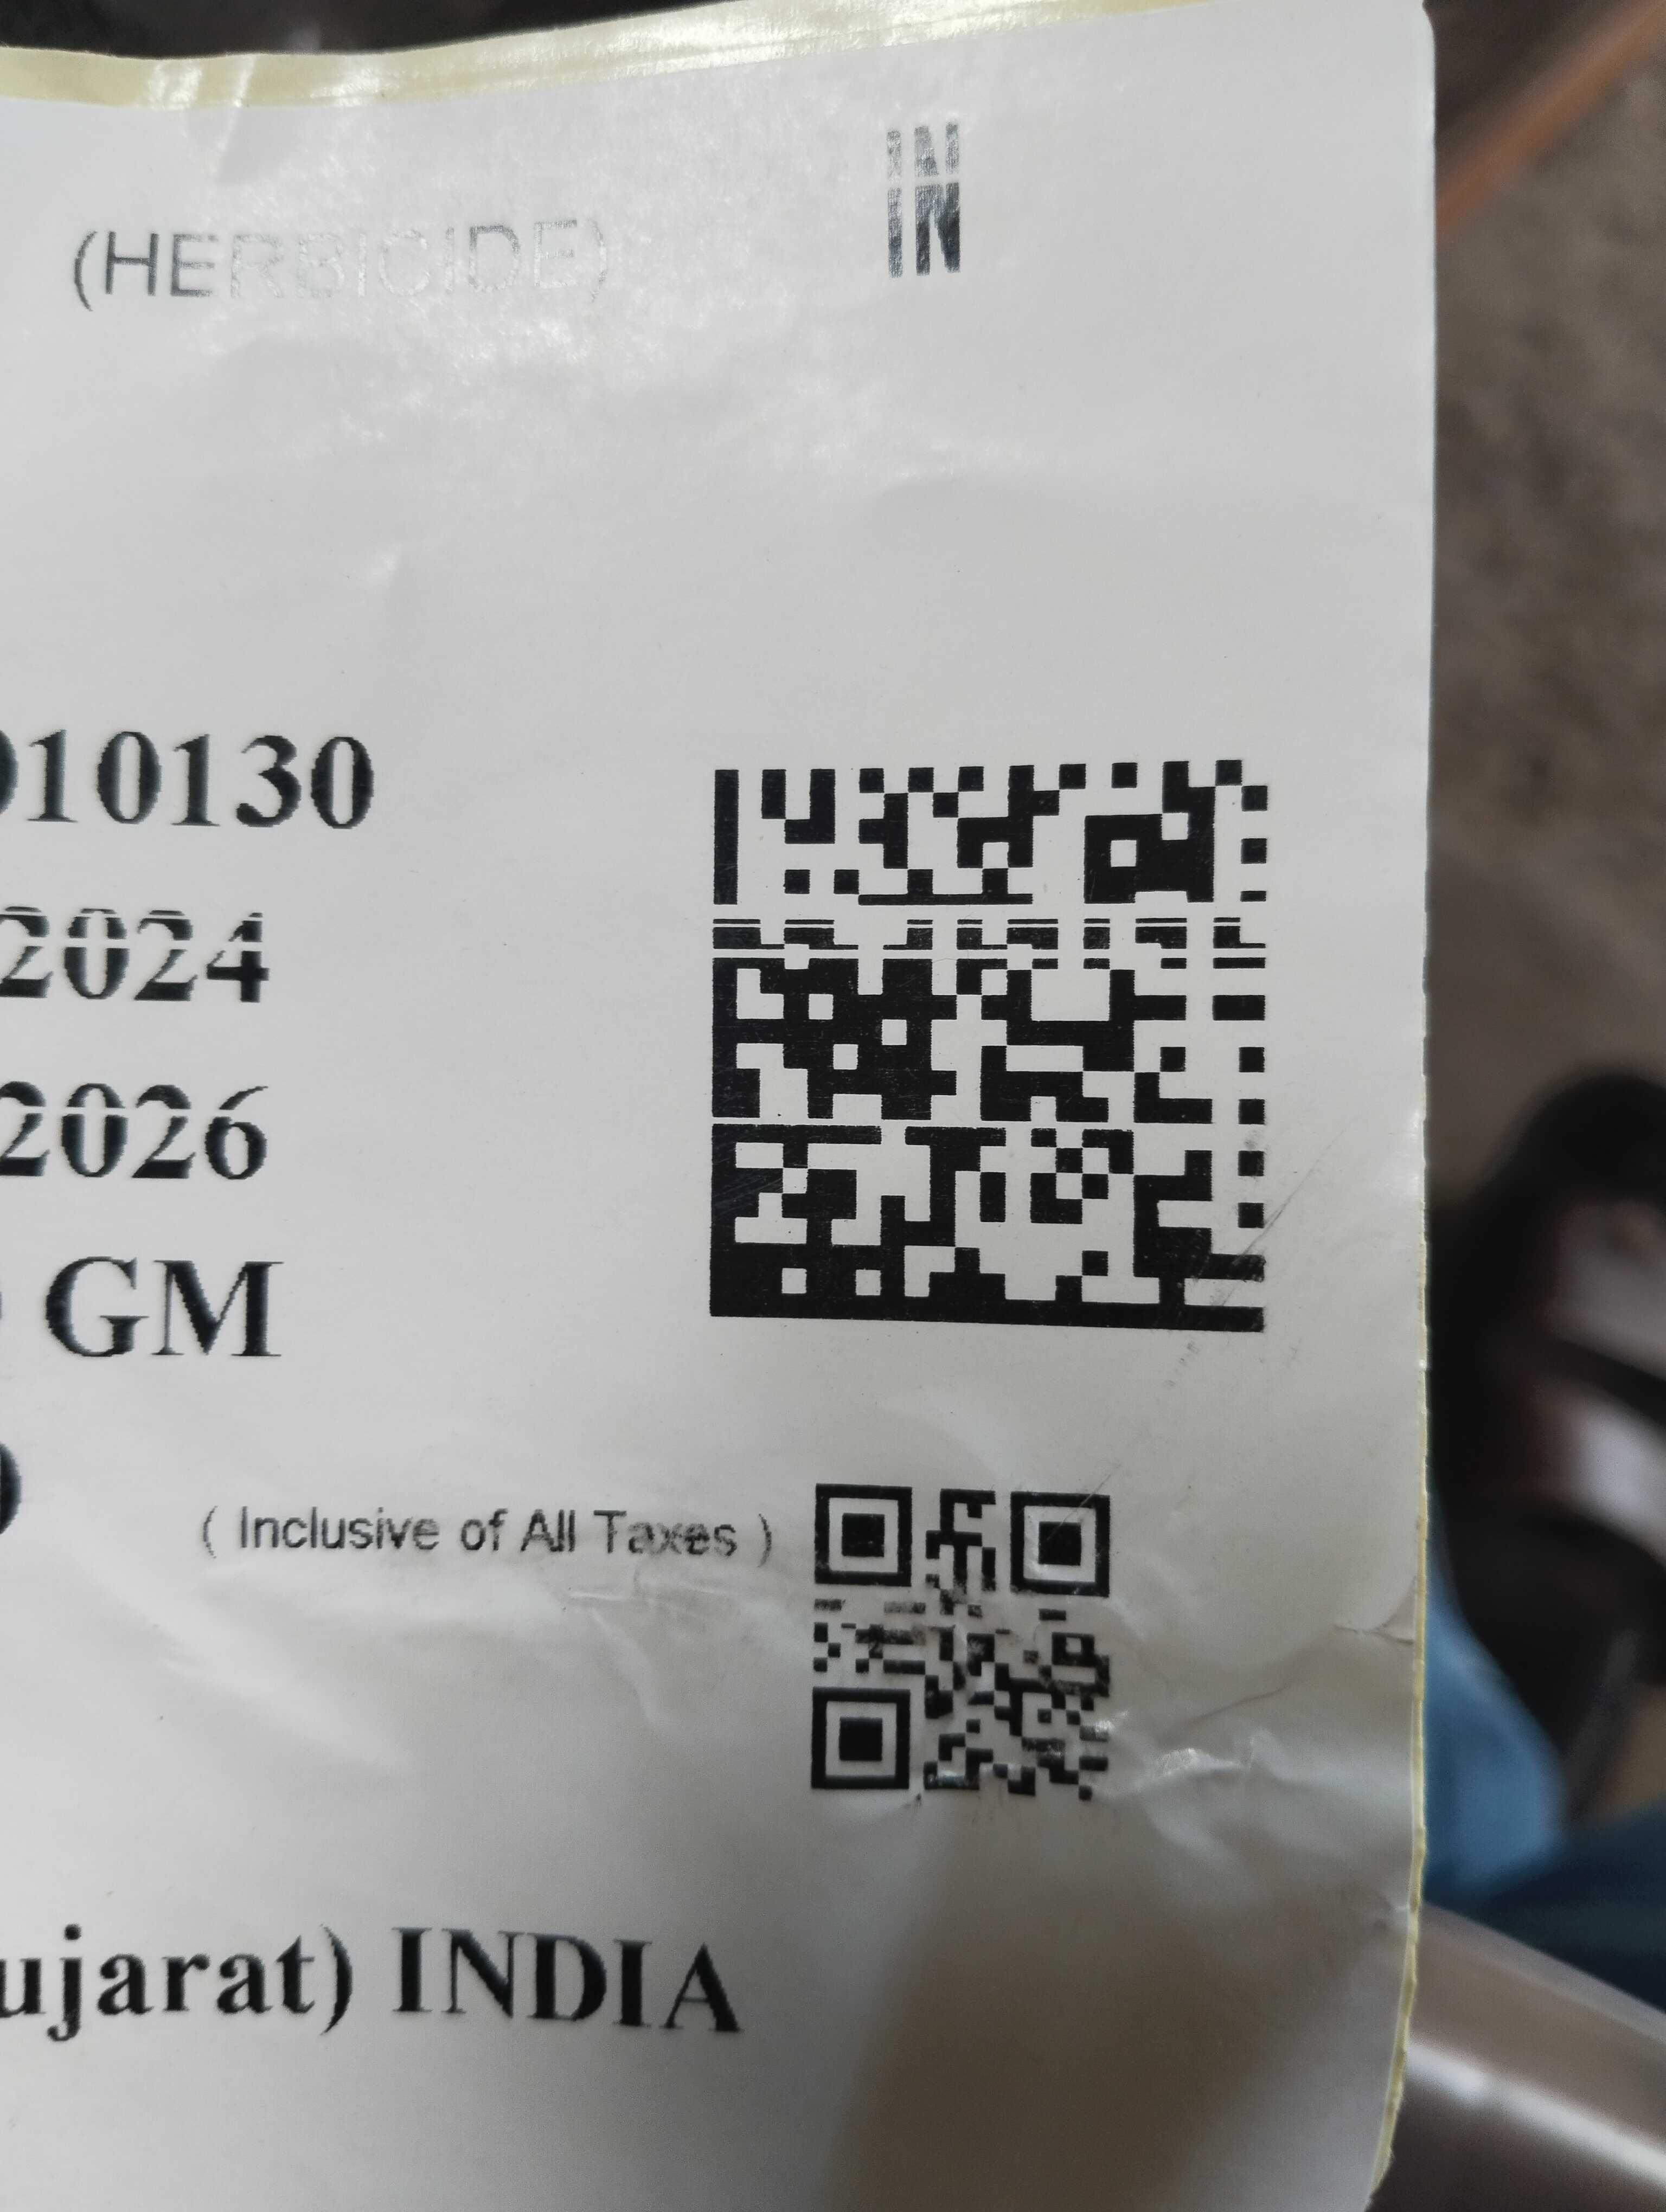 IN
(HERBICIDE)
010130
2024
2026
GM
( Inclusive of All Taxes )
ujarat) INDIA